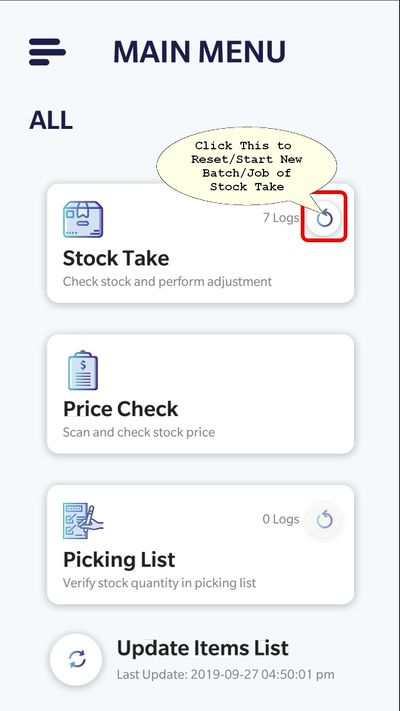 MAIN MENU
ALL
Click This to
Reset/Start New
Batch/Job of
Stock Take
7 Logs
Stock Take
Check stock and perform adjustment
$
Price Check
Scan and check stock price
0 Logs
Picking List
Verify stock quantity in picking list
Update Items List
Last Update: 2019-09-27 04:50:01 pm